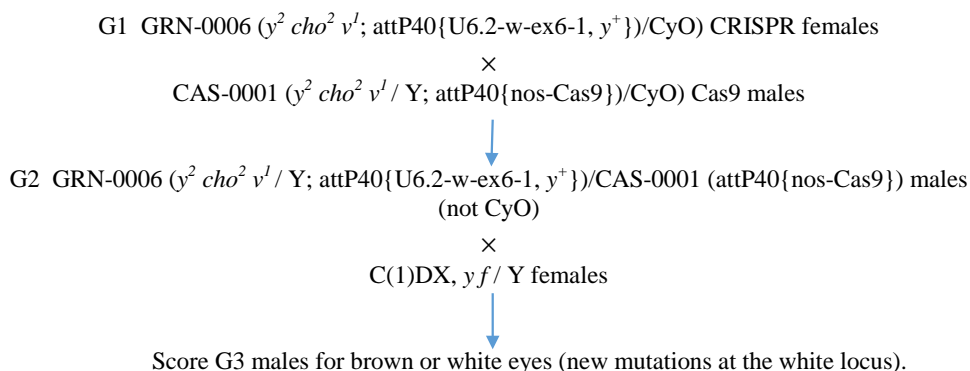 G1 GRN-0006 (y² cho² v¹; attP40{U6.2-w-ex6-1, y⁺})/CyO) CRISPR females
×
CAS-0001 (y² cho² v¹ / Y; attP40{nos-Cas9})/CyO) Cas9 males
G2 GRN-0006 (y² cho² v¹ / Y; attP40{U6.2-w-ex6-1, y⁺})/CAS-0001 (attP40{nos-Cas9}) males
(not CyO)
×
C(1)DX, y f / Y females
Score G3 males for brown or white eyes (new mutations at the white locus).